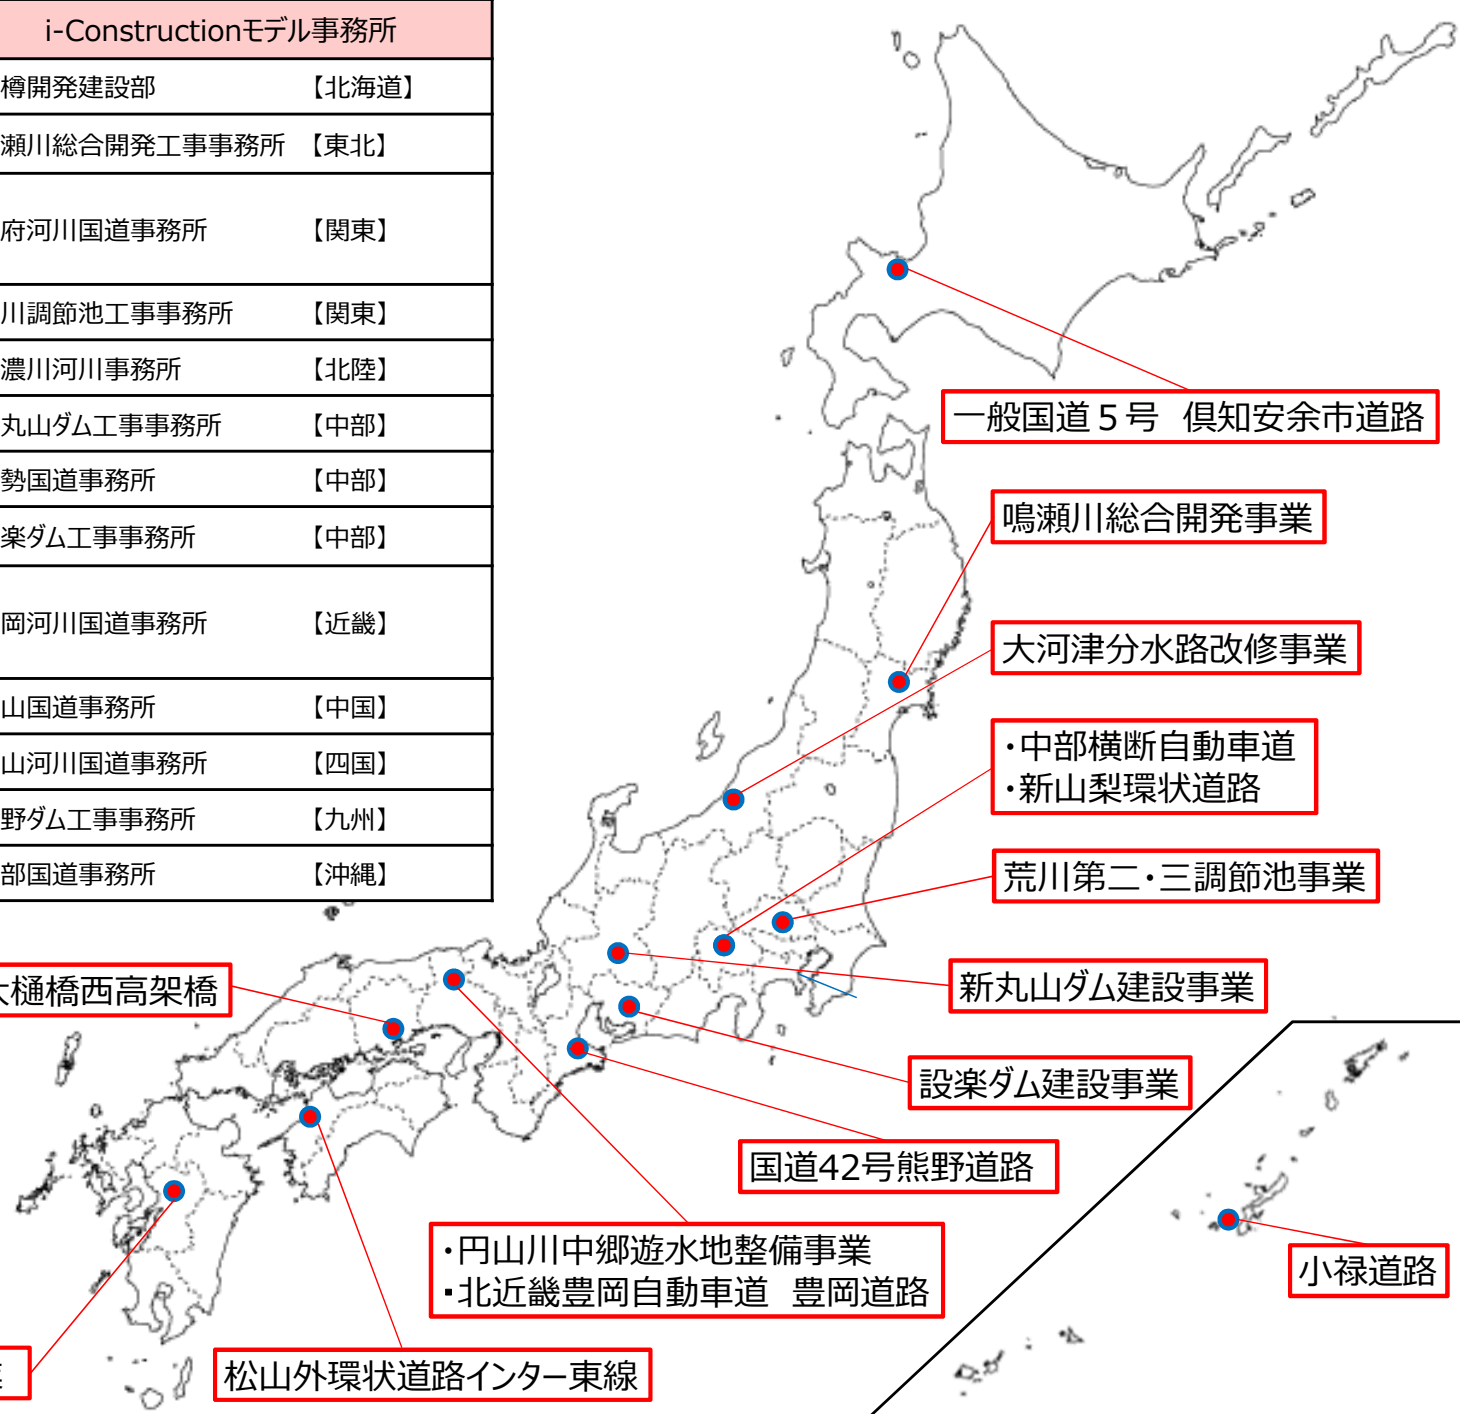 i-Constructionモデル事務所
樽開発建設部 【北海道】
瀬川総合開発工事事務所 【東北】
府河川国道事務所 【関東】
川調節池工事事務所 【関東】
濃川河川事務所 【北陸】
丸山ダム工事事務所 【中部】
勢国道事務所 【中部】
楽ダム工事事務所 【中部】
岡河川国道事務所 【近畿】
山国道事務所 【中国】
山河川国道事務所 【四国】
野ダム工事事務所 【九州】
部国道事務所 【沖縄】
一般国道５号　倶知安余市道路
鳴瀬川総合開発事業
大河津分水路改修事業
・中部横断自動車道
・新山梨環状道路
荒川第二・三調節池事業
新丸山ダム建設事業
大樋橋西高架橋
設楽ダム建設事業
国道42号熊野道路
・円山川中郷遊水地整備事業
・北近畿豊岡自動車道　豊岡道路
小禄道路
松山外環状道路インター東線